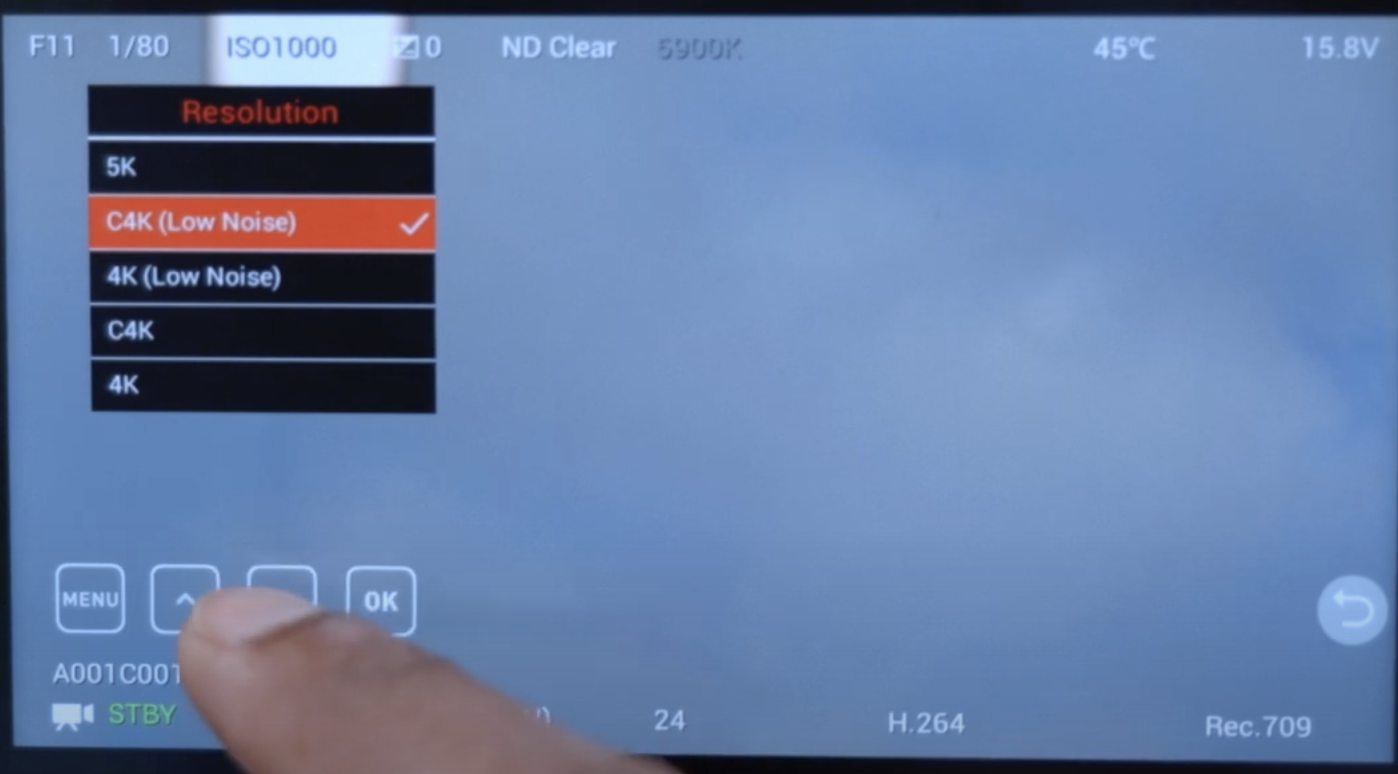 F11 1/80 ISO1000 0 ND Clear 5900K 45°C 15.8V
Resolution
5K
C4K (Low Noise)
4K (Low Noise)
C4K
4K
MENU OK
A001C001
STBY 24 H.264 Rec.709